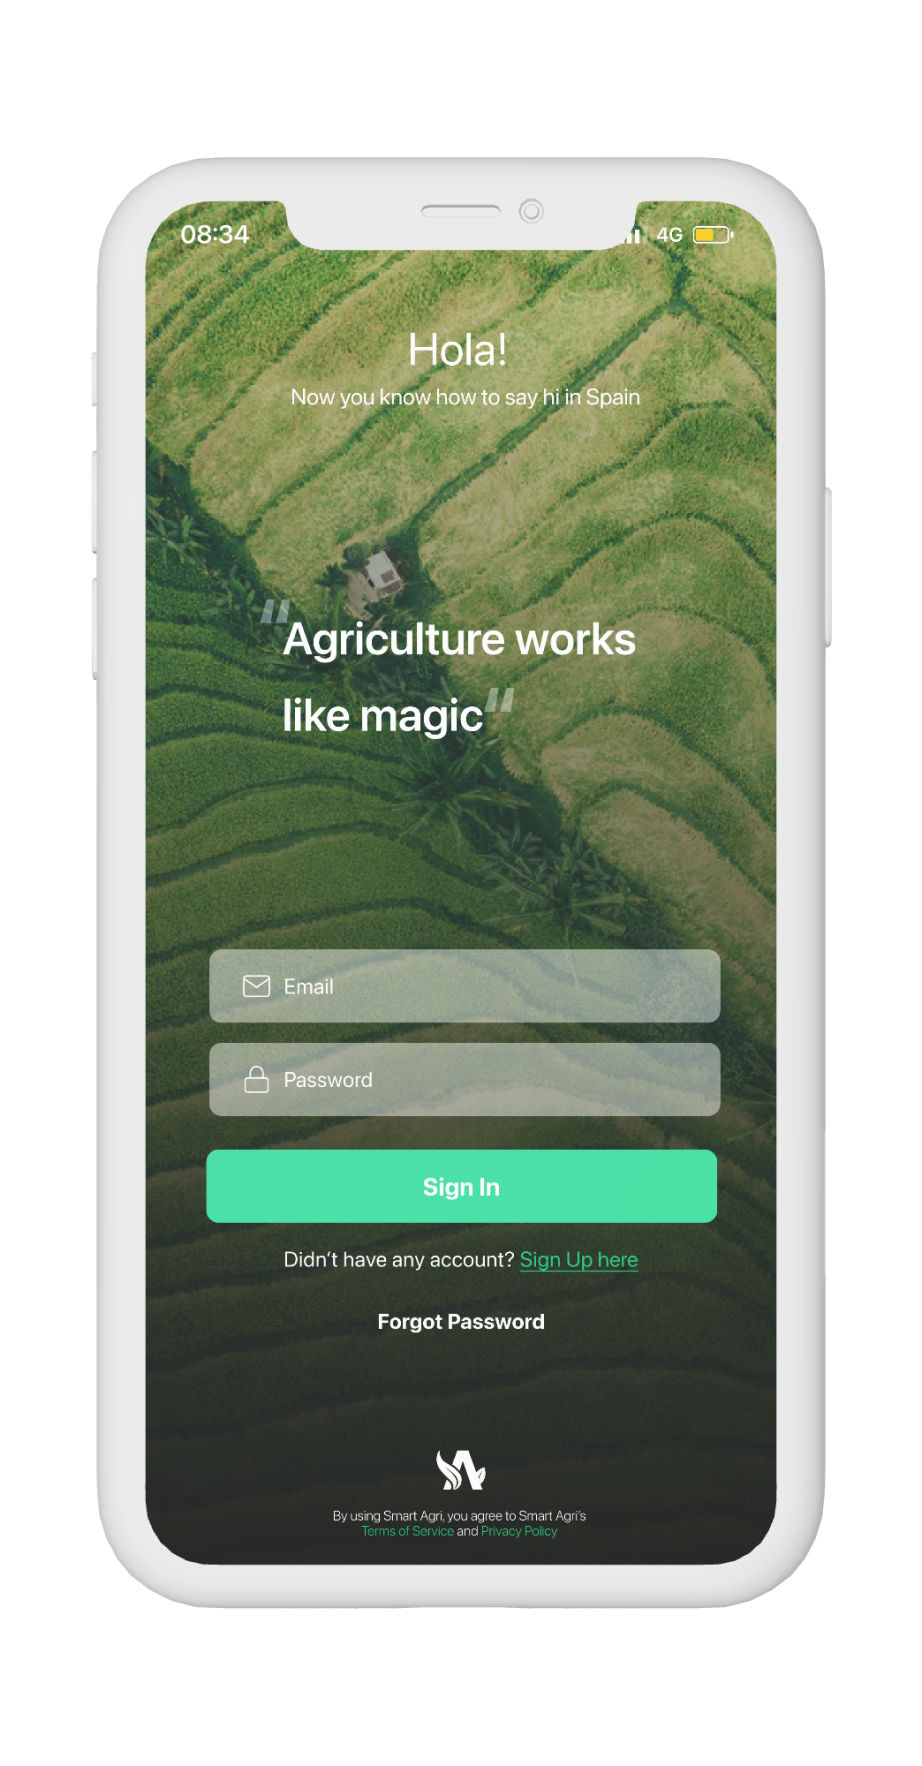 08:34 4G
Hola!
Now you know how to say hi in Spain
"Agriculture works
like magic"
Email
Password
Sign In
Didn't have any account? Sign Up here
Forgot Password
By using Smart Agri, you agree to Smart Agri's
Terms of Service and Privacy Policy